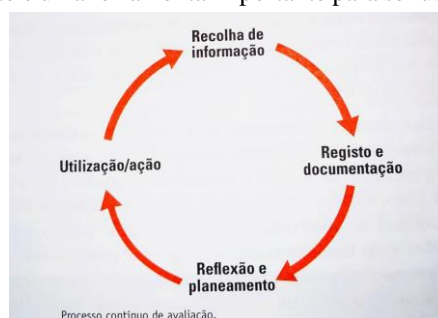 Recolha de
informação
Registo e
documentação
Utilização/ação
Reflexão e
planeamento
Processo contínuo de avaliação.